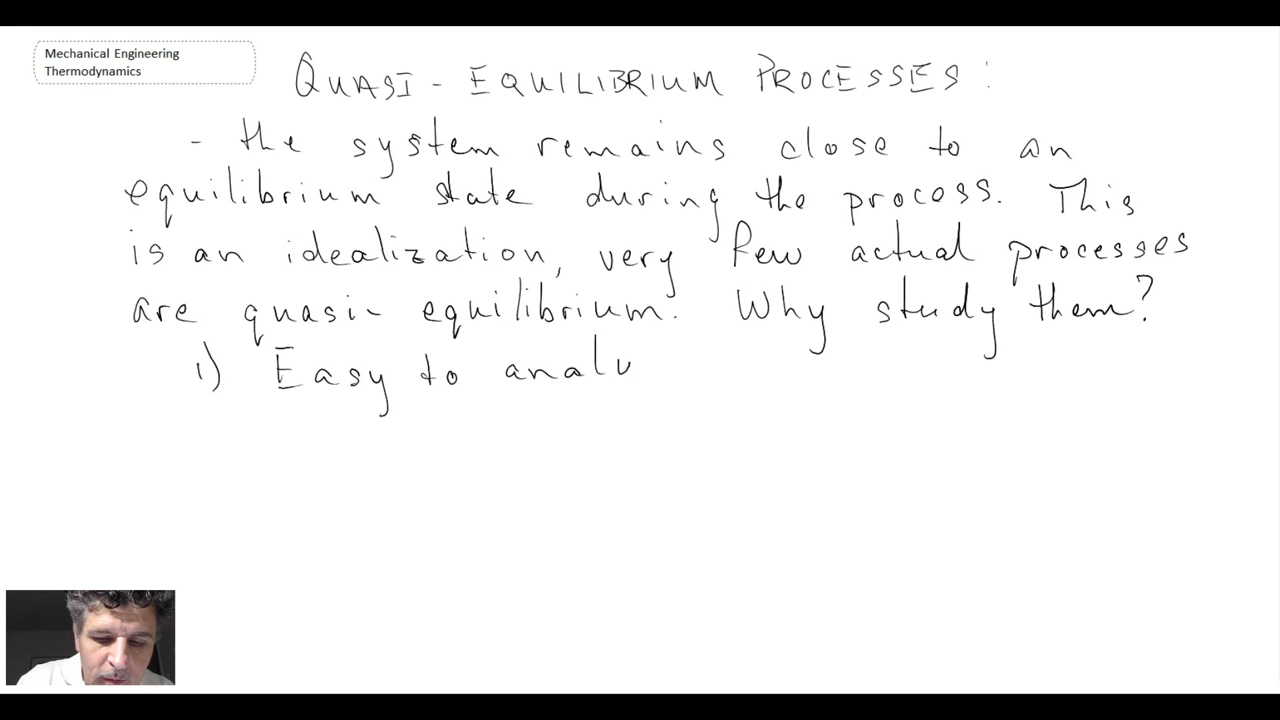 Mechanical Engineering
Thermodynamics
QUASI-EQUILIBRIUM PROCESSES:
- the system remains close to an
equilibrium state during the process. This
is an idealization, very few actual processes
are quasi-equilibrium. Why study them?
1) Easy to analy